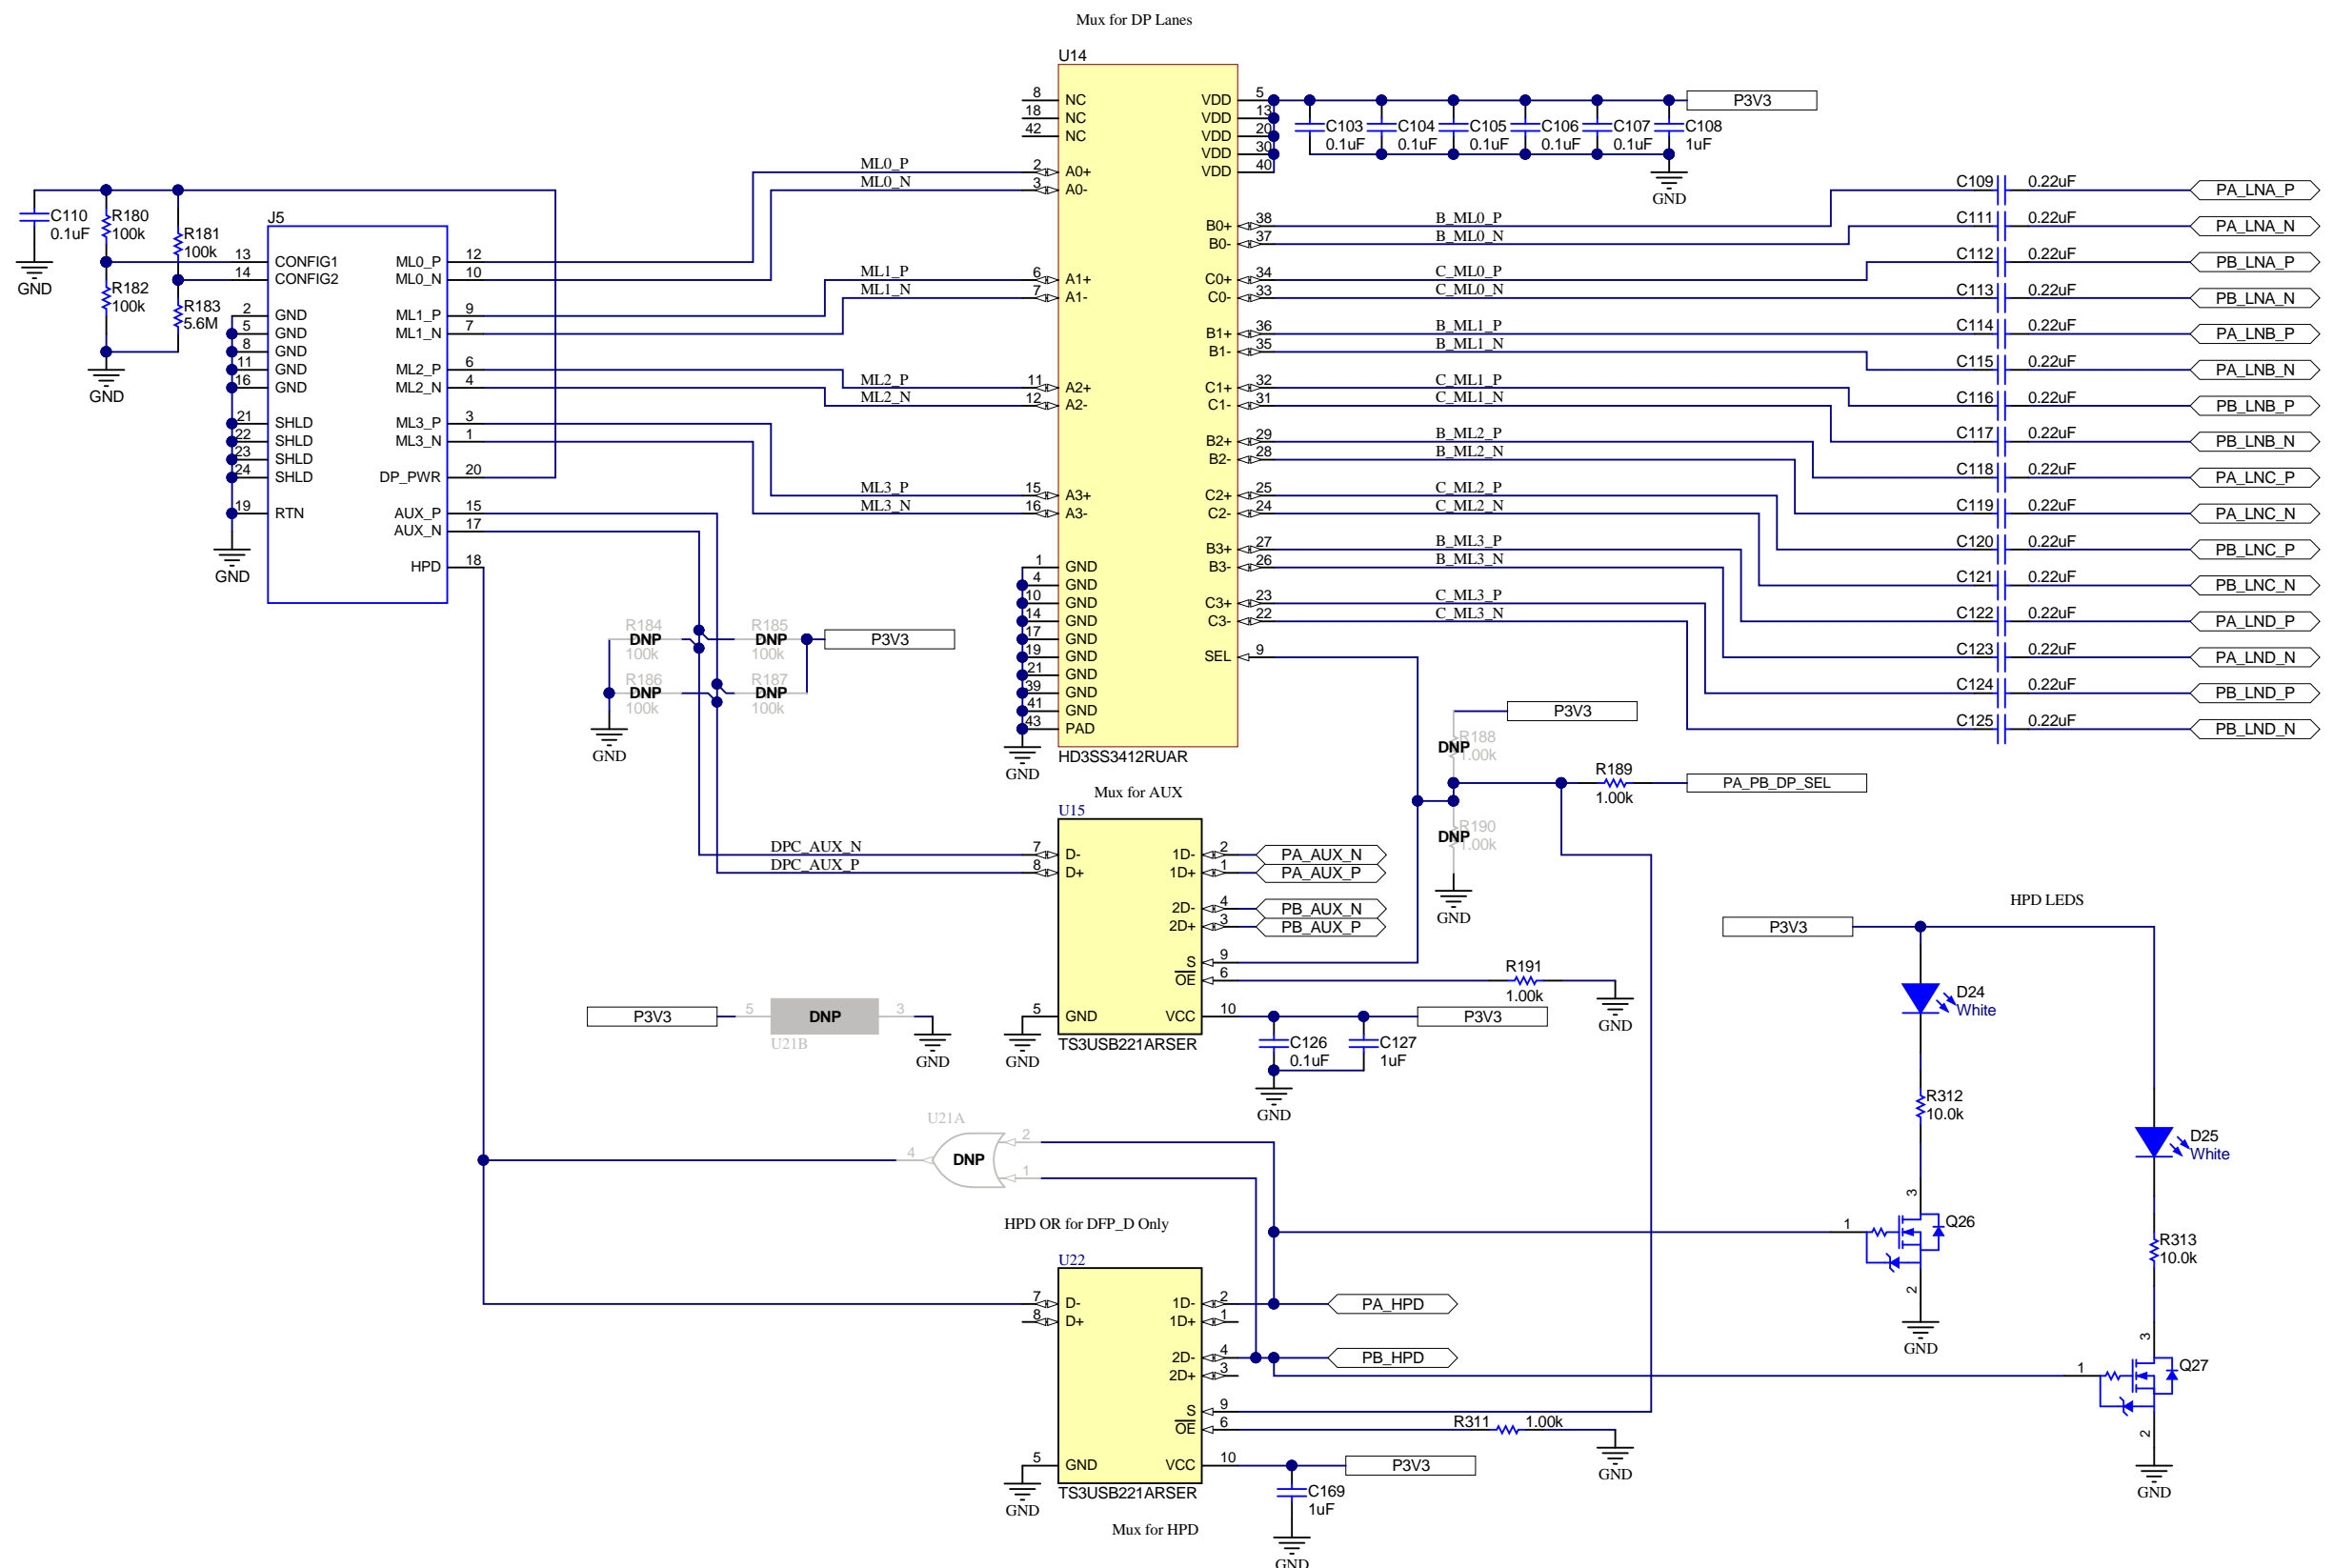 Mux for DP Lanes
U14
8 NC VDD 5 P3V3
18 NC VDD 13
42 NC VDD 20
VDD 30
VDD 40
C103 0.1uF
C104 0.1uF
C105 0.1uF
C106 0.1uF
C107 0.1uF
C108 1uF
GND
ML0_P 2 A0+
ML0_N 3 A0-
ML1_P 6 A1+
ML1_N 7 A1-
ML2_P 11 A2+
ML2_N 12 A2-
ML3_P 15 A3+
ML3_N 16 A3-
1 GND
4 GND
10 GND
14 GND
17 GND
19 GND
21 GND
39 GND
41 GND
43 PAD
GND
HD3SS3412RUAR
B0+ 38 B_ML0_P
B0- 37 B_ML0_N
C0+ 34 C_ML0_P
C0- 33 C_ML0_N
B1+ 36 B_ML1_P
B1- 35 B_ML1_N
C1+ 32 C_ML1_P
C1- 31 C_ML1_N
B2+ 29 B_ML2_P
B2- 28 B_ML2_N
C2+ 25 C_ML2_P
C2- 24 C_ML2_N
B3+ 27 B_ML3_P
B3- 26 B_ML3_N
C3+ 23 C_ML3_P
C3- 22 C_ML3_N
SEL 9
C109 0.22uF PA_LNA_P
C111 0.22uF PA_LNA_N
C112 0.22uF PB_LNA_P
C113 0.22uF PB_LNA_N
C114 0.22uF PA_LNB_P
C115 0.22uF PA_LNB_N
C116 0.22uF PB_LNB_P
C117 0.22uF PB_LNB_N
C118 0.22uF PA_LNC_P
C119 0.22uF PA_LNC_N
C120 0.22uF PB_LNC_P
C121 0.22uF PB_LNC_N
C122 0.22uF PA_LND_P
C123 0.22uF PA_LND_N
C124 0.22uF PB_LND_P
C125 0.22uF PB_LND_N
C110 0.1uF
GND
R180 100k
R181 100k
R182 100k
R183 5.6M
GND
J5
13 CONFIG1 ML0_P 12
14 CONFIG2 ML0_N 10
2 GND ML1_P 9
5 GND ML1_N 7
8 GND
11 GND ML2_P 6
16 GND ML2_N 4
21 SHLD ML3_P 3
22 SHLD ML3_N 1
23 SHLD
24 SHLD DP_PWR 20
19 RTN AUX_P 15
AUX_N 17
HPD 18
GND
R184 DNP 100k
R185 DNP 100k
P3V3
R186 DNP 100k
R187 DNP 100k
GND
P3V3
R188 DNP 1.00k
R189 1.00k PA_PB_DP_SEL
R190 DNP 1.00k
GND
Mux for AUX
U15
DPC_AUX_N 7 D- 1D- 2 PA_AUX_N
DPC_AUX_P 8 D+ 1D+ 1 PA_AUX_P
2D- 4 PB_AUX_N
2D+ 3 PB_AUX_P
S 9
OE 6 R191 1.00k
GND
5 GND VCC 10 P3V3
GND
TS3USB221ARSER
C126 0.1uF
C127 1uF
GND
P3V3 5 DNP 3
U21B
GND
U21A
4 DNP 2
1
HPD OR for DFP_D Only
U22
7 D- 1D- 2 PA_HPD
8 D+ 1D+ 1
2D- 4 PB_HPD
2D+ 3
S 9
OE 6 R311 1.00k
GND
5 GND VCC 10 P3V3
GND
TS3USB221ARSER
C169 1uF
GND
Mux for HPD
HPD LEDS
P3V3
D24 White
R312 10.0k
3
1 Q26
2
GND
D25 White
R313 10.0k
3
1 Q27
2
GND